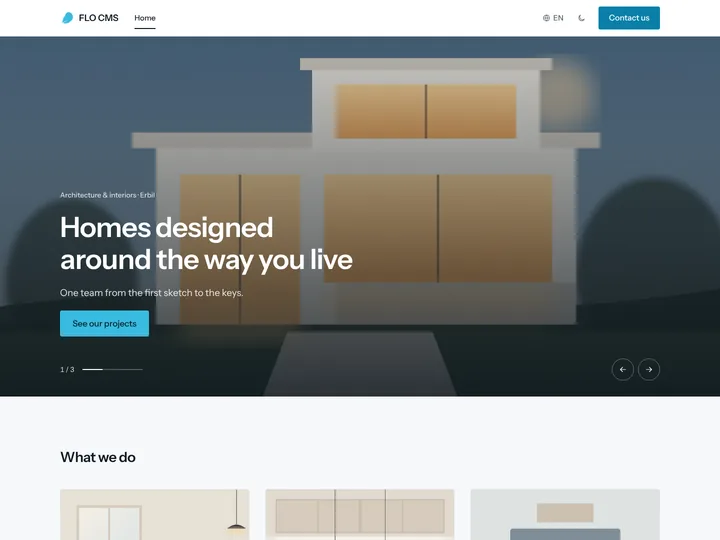 FLO CMS
Home
EN
Contact us
Architecture & interiors · Erbil
Homes designed
around the way you live
One team from the first sketch to the keys.
See our projects
1 / 3
What we do